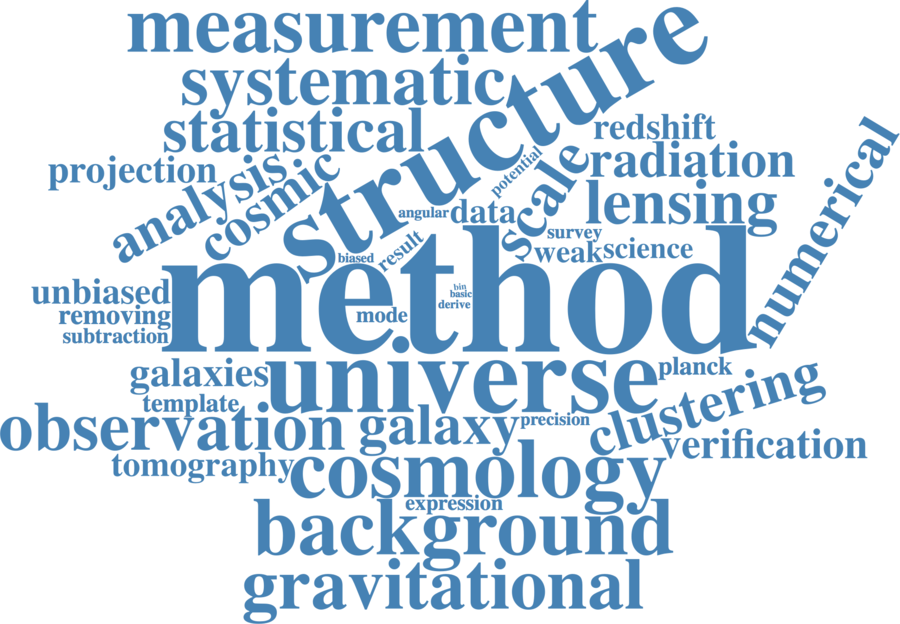 measurement
structure
systematic
statistical
redshift
projection
analysis
cosmic
potential
scale
radiation
numerical
angular
data
lensing
survey
biased
result
weak
science
method
unbiased
bin
basic
derive
removing
mode
subtraction
galaxies
universe
planck
template
clustering
observation
galaxy
precision
verification
tomography
cosmology
expression
background
gravitational